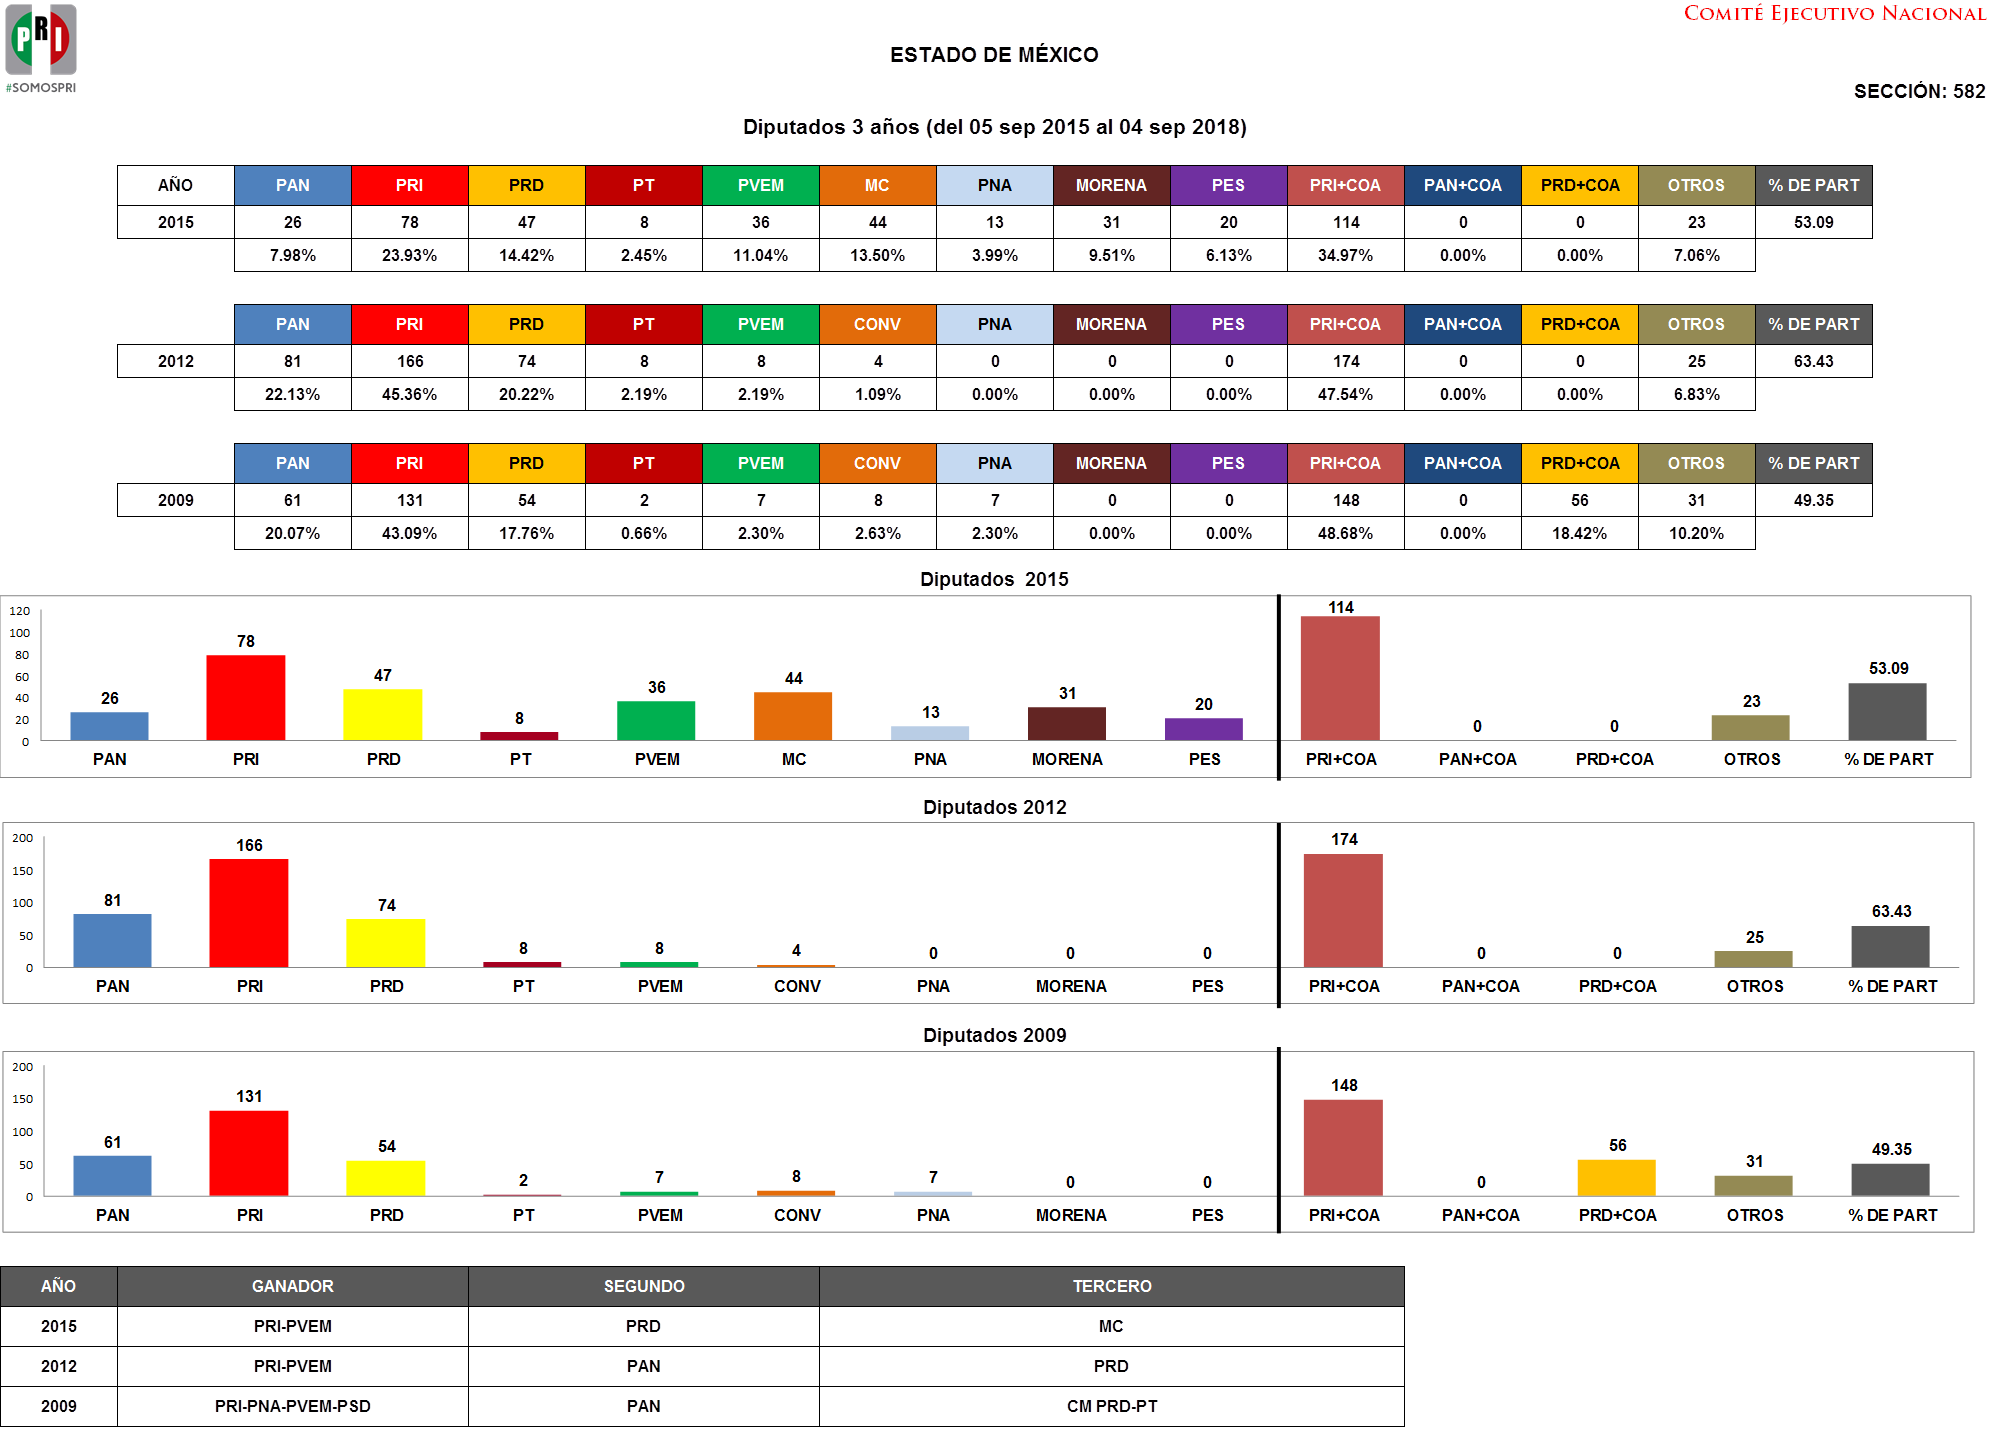 PRI
#SOMOSPRI
COMITÉ EJECUTIVO NACIONAL
ESTADO DE MÉXICO
SECCIÓN: 582
Diputados 3 años (del 05 sep 2015 al 04 sep 2018)
AÑO PAN PRI PRD PT PVEM MC PNA MORENA PES PRI+COA PAN+COA PRD+COA OTROS % DE PART
2015 26 78 47 8 36 44 13 31 20 114 0 0 23 53.09
7.98% 23.93% 14.42% 2.45% 11.04% 13.50% 3.99% 9.51% 6.13% 34.97% 0.00% 0.00% 7.06%
PAN PRI PRD PT PVEM CONV PNA MORENA PES PRI+COA PAN+COA PRD+COA OTROS % DE PART
2012 81 166 74 8 8 4 0 0 0 174 0 0 25 63.43
22.13% 45.36% 20.22% 2.19% 2.19% 1.09% 0.00% 0.00% 0.00% 47.54% 0.00% 0.00% 6.83%
PAN PRI PRD PT PVEM CONV PNA MORENA PES PRI+COA PAN+COA PRD+COA OTROS % DE PART
2009 61 131 54 2 7 8 7 0 0 148 0 56 31 49.35
20.07% 43.09% 17.76% 0.66% 2.30% 2.63% 2.30% 0.00% 0.00% 48.68% 0.00% 18.42% 10.20%
Diputados 2015
120
100
80
60
40
20
0
26 78 47 8 36 44 13 31 20 114 0 0 23 53.09
PAN PRI PRD PT PVEM MC PNA MORENA PES PRI+COA PAN+COA PRD+COA OTROS % DE PART
Diputados 2012
200
150
100
50
0
81 166 74 8 8 4 0 0 0 174 0 0 25 63.43
PAN PRI PRD PT PVEM CONV PNA MORENA PES PRI+COA PAN+COA PRD+COA OTROS % DE PART
Diputados 2009
200
150
100
50
0
61 131 54 2 7 8 7 0 0 148 0 56 31 49.35
PAN PRI PRD PT PVEM CONV PNA MORENA PES PRI+COA PAN+COA PRD+COA OTROS % DE PART
AÑO GANADOR SEGUNDO TERCERO
2015 PRI-PVEM PRD MC
2012 PRI-PVEM PAN PRD
2009 PRI-PNA-PVEM-PSD PAN CM PRD-PT